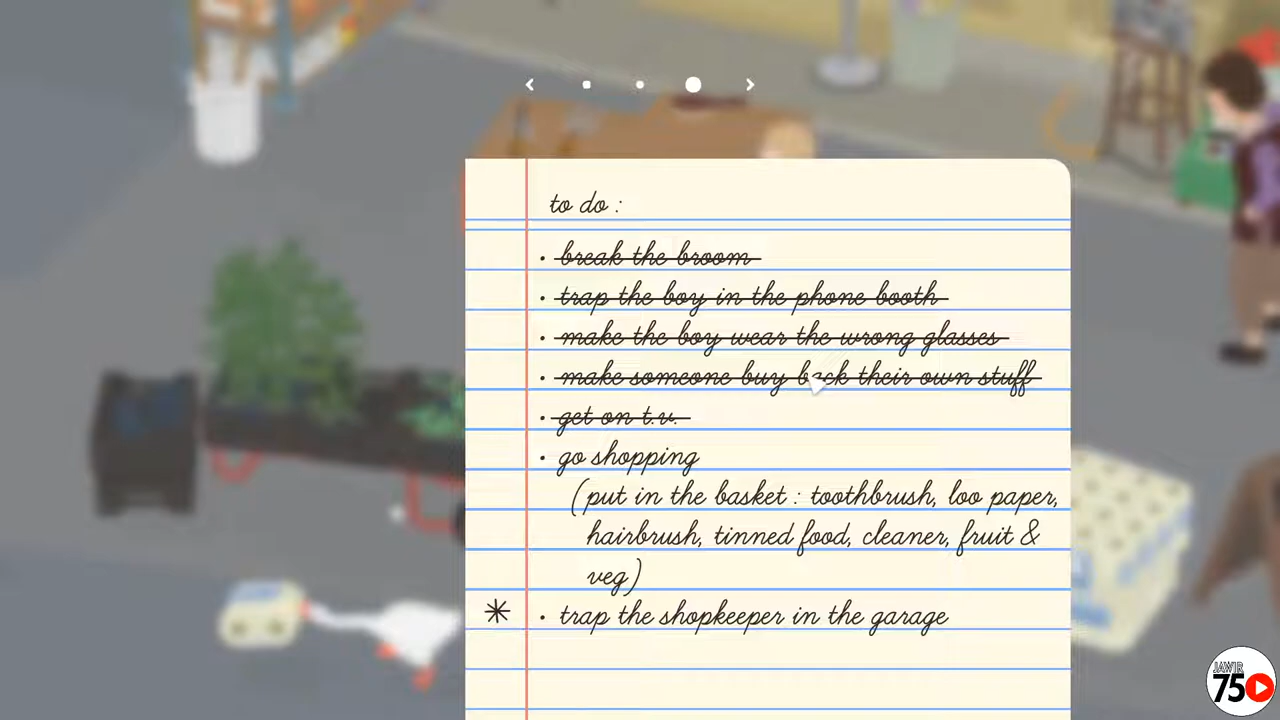 to do :
• break the broom
• trap the boy in the phone booth
• make the boy wear the wrong glasses
• make someone buy back their own stuff
• get on t.v.
• go shopping
(put in the basket : toothbrush, loo paper,
hairbrush, tinned food, cleaner, fruit &
veg)
• trap the shopkeeper in the garage
JAWIR
75